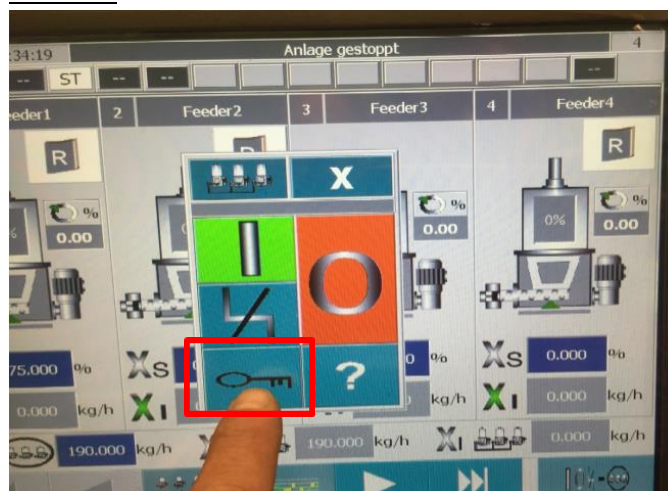 :34:19 Anlage gestoppt 4
-- ST -- -- --
eeder1 2 Feeder2 3 Feeder3 4 Feeder4
R R
X
% % %
0.00 0% 0.00
0.00
I O
?
75.000 % XS 0 % XS 0.000 %
0.000 kg/h XI kg/h XI 0.000 kg/h
190.000 kg/h 190.000 kg/h XI 0.000 kg/h